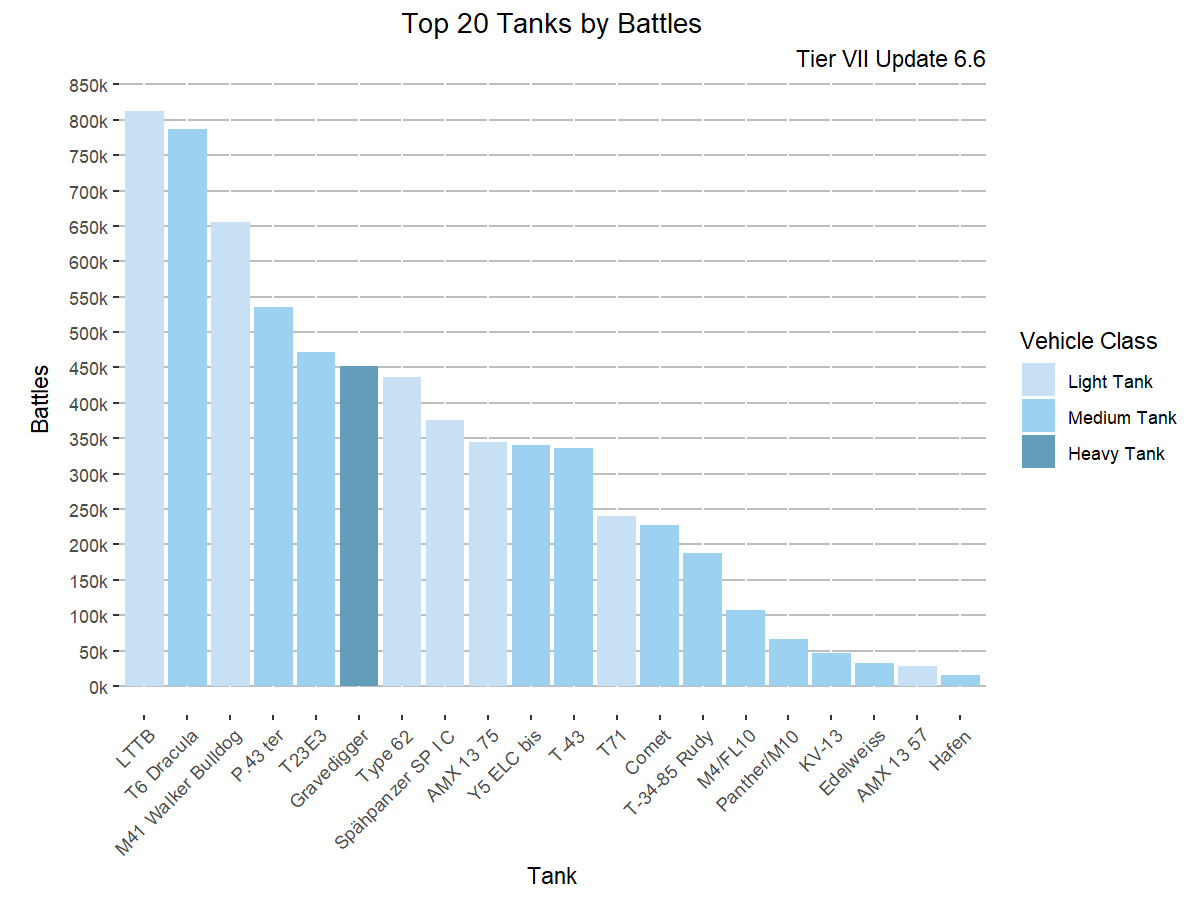 Top 20 Tanks by Battles
Tier VII Update 6.6
850k
800k
750k
700k
650k
600k
550k
500k
450k
400k
350k
300k
250k
200k
150k
100k
50k
0k
Battles
LTTB
T6 Dracula
M41 Walker Bulldog
P.43 ter
T23E3
Gravedigger
Type 62
Spähpanzer SP I C
AMX 13 75
Y5 ELC bis
T-43
T71
Comet
T-34-85 Rudy
M4/FL10
Panther/M10
KV-13
Edelweiss
AMX 13 57
Hafen
Tank
Vehicle Class
Light Tank
Medium Tank
Heavy Tank